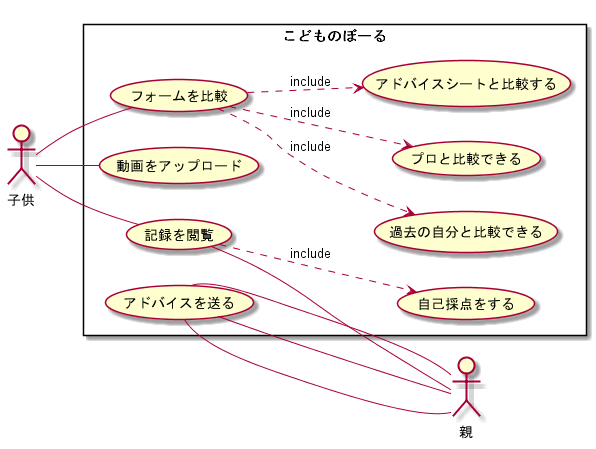 こどものぽーる
フォームを比較
include
アドバイスシートと比較する
include
プロと比較できる
include
過去の自分と比較できる
動画をアップロード
子供
記録を閲覧
include
自己採点をする
アドバイスを送る
親